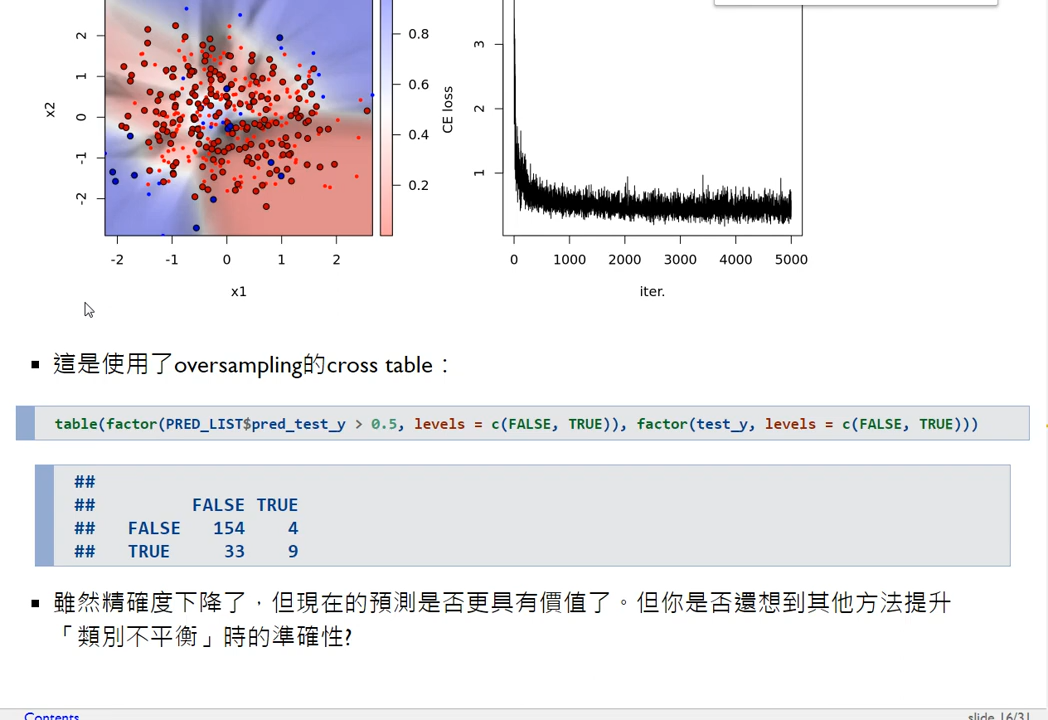 2
1
0
-1
-2
x2
-2
-1
0
1
2
x1
0.8
0.6
0.4
0.2
CE loss
3
2
1
0
1000
2000
3000
4000
5000
iter.
這是使用了oversampling的cross table：
table(factor(PRED_LIST$pred_test_y > 0.5, levels = c(FALSE, TRUE)), factor(test_y, levels = c(FALSE, TRUE)))
##
## FALSE TRUE
## FALSE 154 4
## TRUE 33 9
雖然精確度下降了，但現在的預測是否更具有價值了。但你是否還想到其他方法提升
「類別不平衡」時的準確性?
Contents
slide 16/31